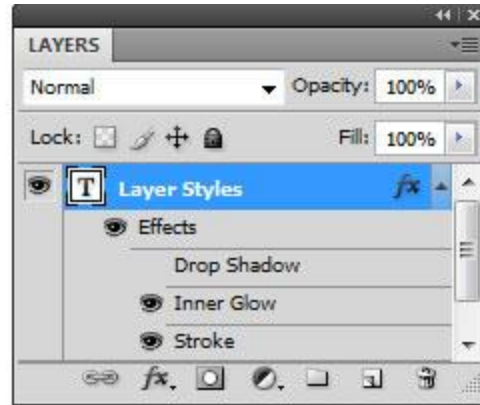 LAYERS
Normal Opacity: 100%
Lock: Fill: 100%
T Layer Styles fx
Effects
Drop Shadow
Inner Glow
Stroke
fx.